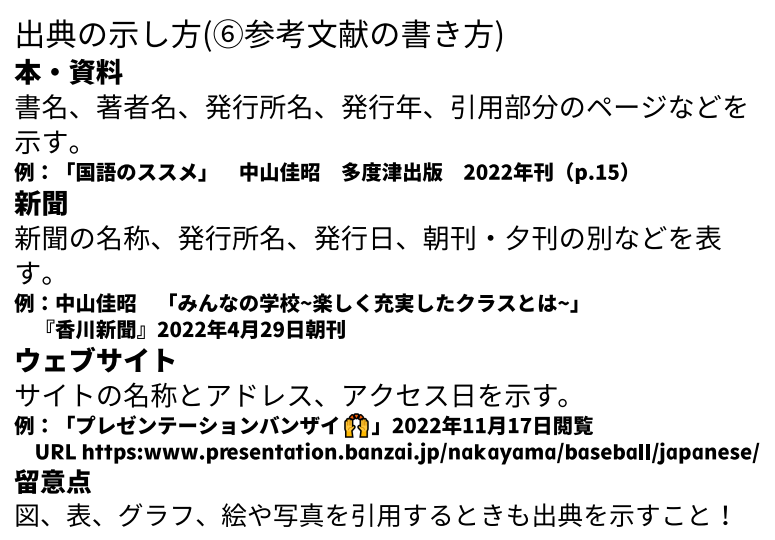 出典の示し方(⑥参考文献の書き方)
本・資料
書名、著者名、発行所名、発行年、引用部分のページなどを
示す。
例：「国語のススメ」　中山佳昭　多度津出版　2022年刊（p.15）
新聞
新聞の名称、発行所名、発行日、朝刊・夕刊の別などを表
す。
例：中山佳昭　「みんなの学校~楽しく充実したクラスとは~」
『香川新聞』2022年4月29日朝刊
ウェブサイト
サイトの名称とアドレス、アクセス日を示す。
例：「プレゼンテーションバンザイ🙌」2022年11月17日閲覧
URL https:www.presentation.banzai.jp/nakayama/baseball/japanese/
留意点
図、表、グラフ、絵や写真を引用するときも出典を示すこと！